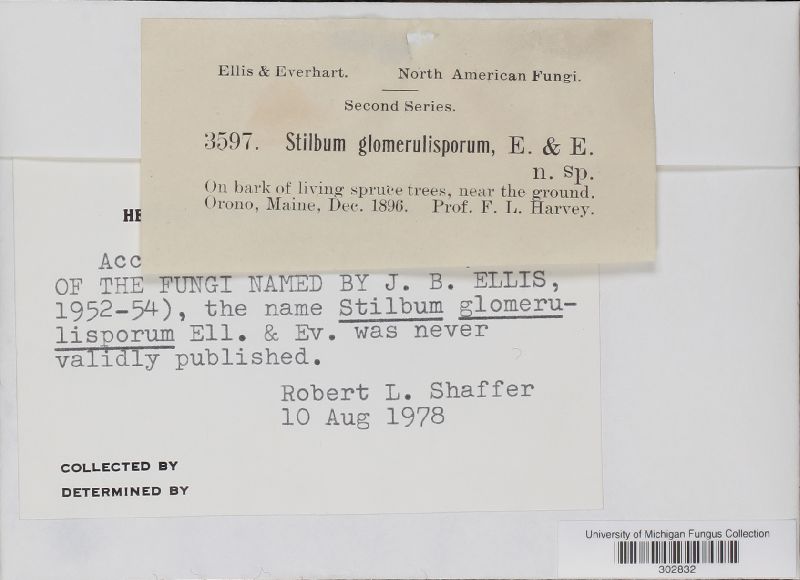 Ellis & Everhart. North American Fungi.
Second Series.
3597. Stilbum glomerulisporum, E. & E.
n. sp.
On bark of living spruce trees, near the ground.
Orono, Maine, Dec. 1896. Prof. F. L. Harvey.
OF THE FUNGI NAMED BY J. B. ELLIS,
1952-54), the name Stilbum glomeru-
lisporum Ell. & Ev. was never
validly published.
Robert L. Shaffer
10 Aug 1978
COLLECTED BY
DETERMINED BY
University of Michigan Fungus Collection
302832